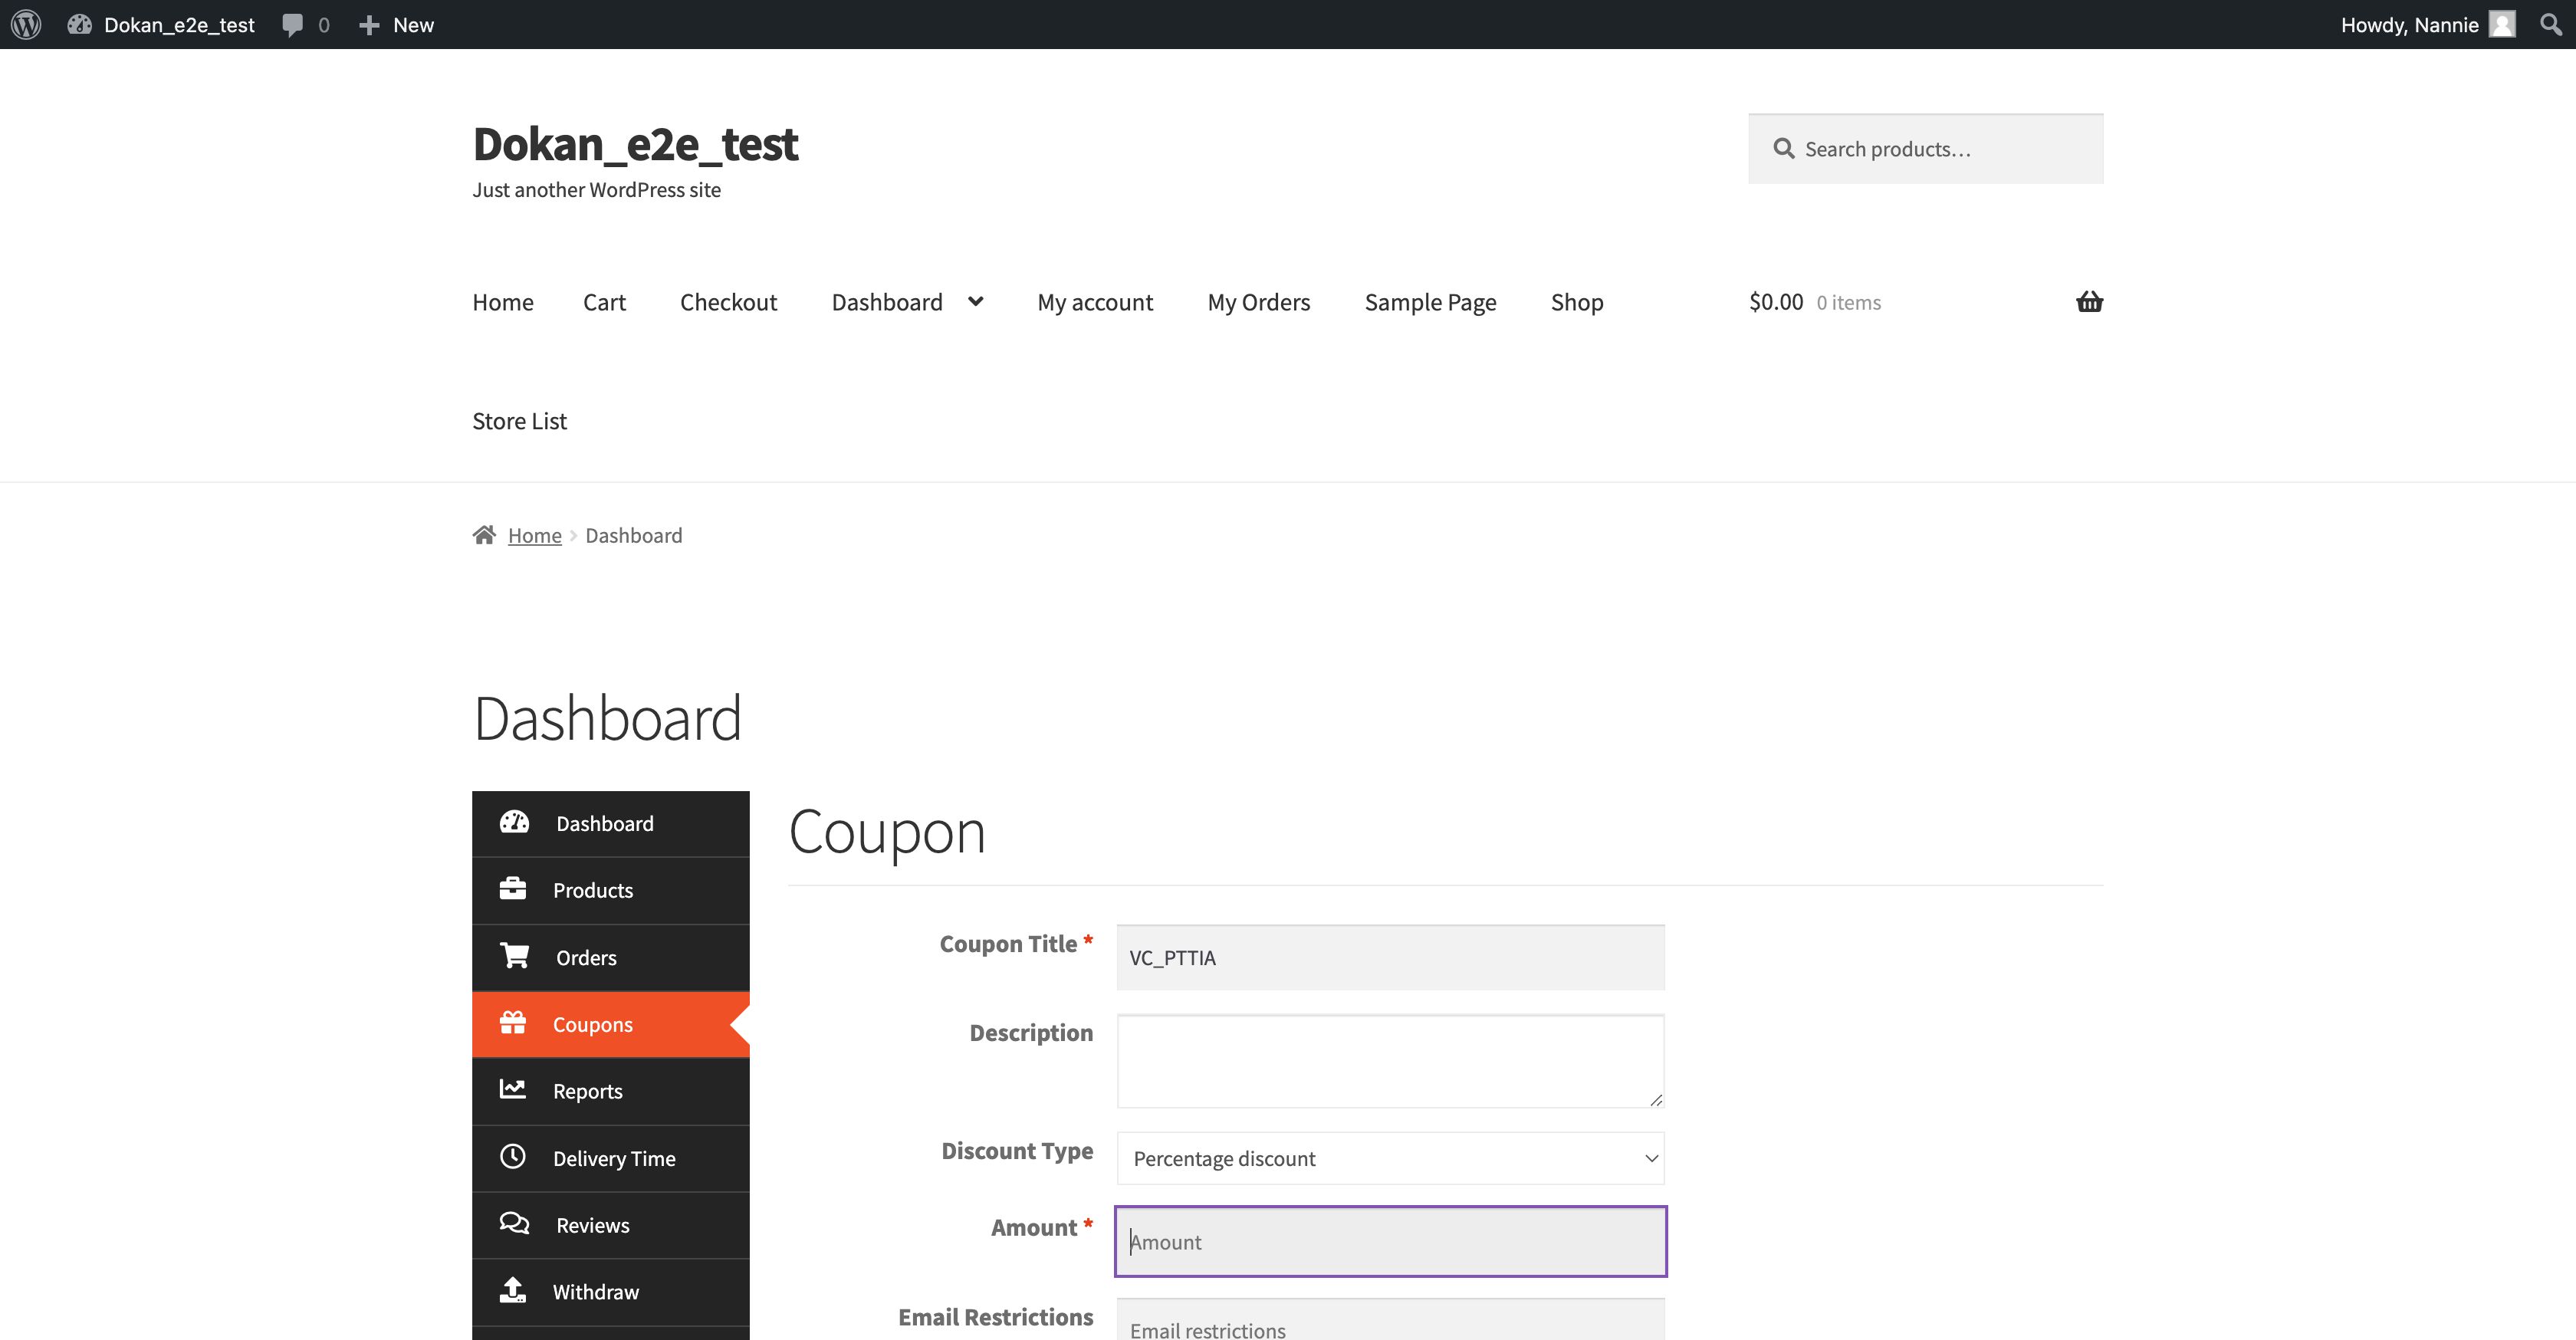 Dokan_e2e_test 0 New Howdy, Nannie
Dokan_e2e_test
Just another WordPress site
Search products…
Home Cart Checkout Dashboard My account My Orders Sample Page Shop $0.00 0 items
Store List
Home Dashboard
Dashboard
Dashboard
Products
Orders
Coupons
Reports
Delivery Time
Reviews
Withdraw
Coupon
Coupon Title * VC_PTTIA
Description
Discount Type Percentage discount
Amount * Amount
Email Restrictions Email restrictions